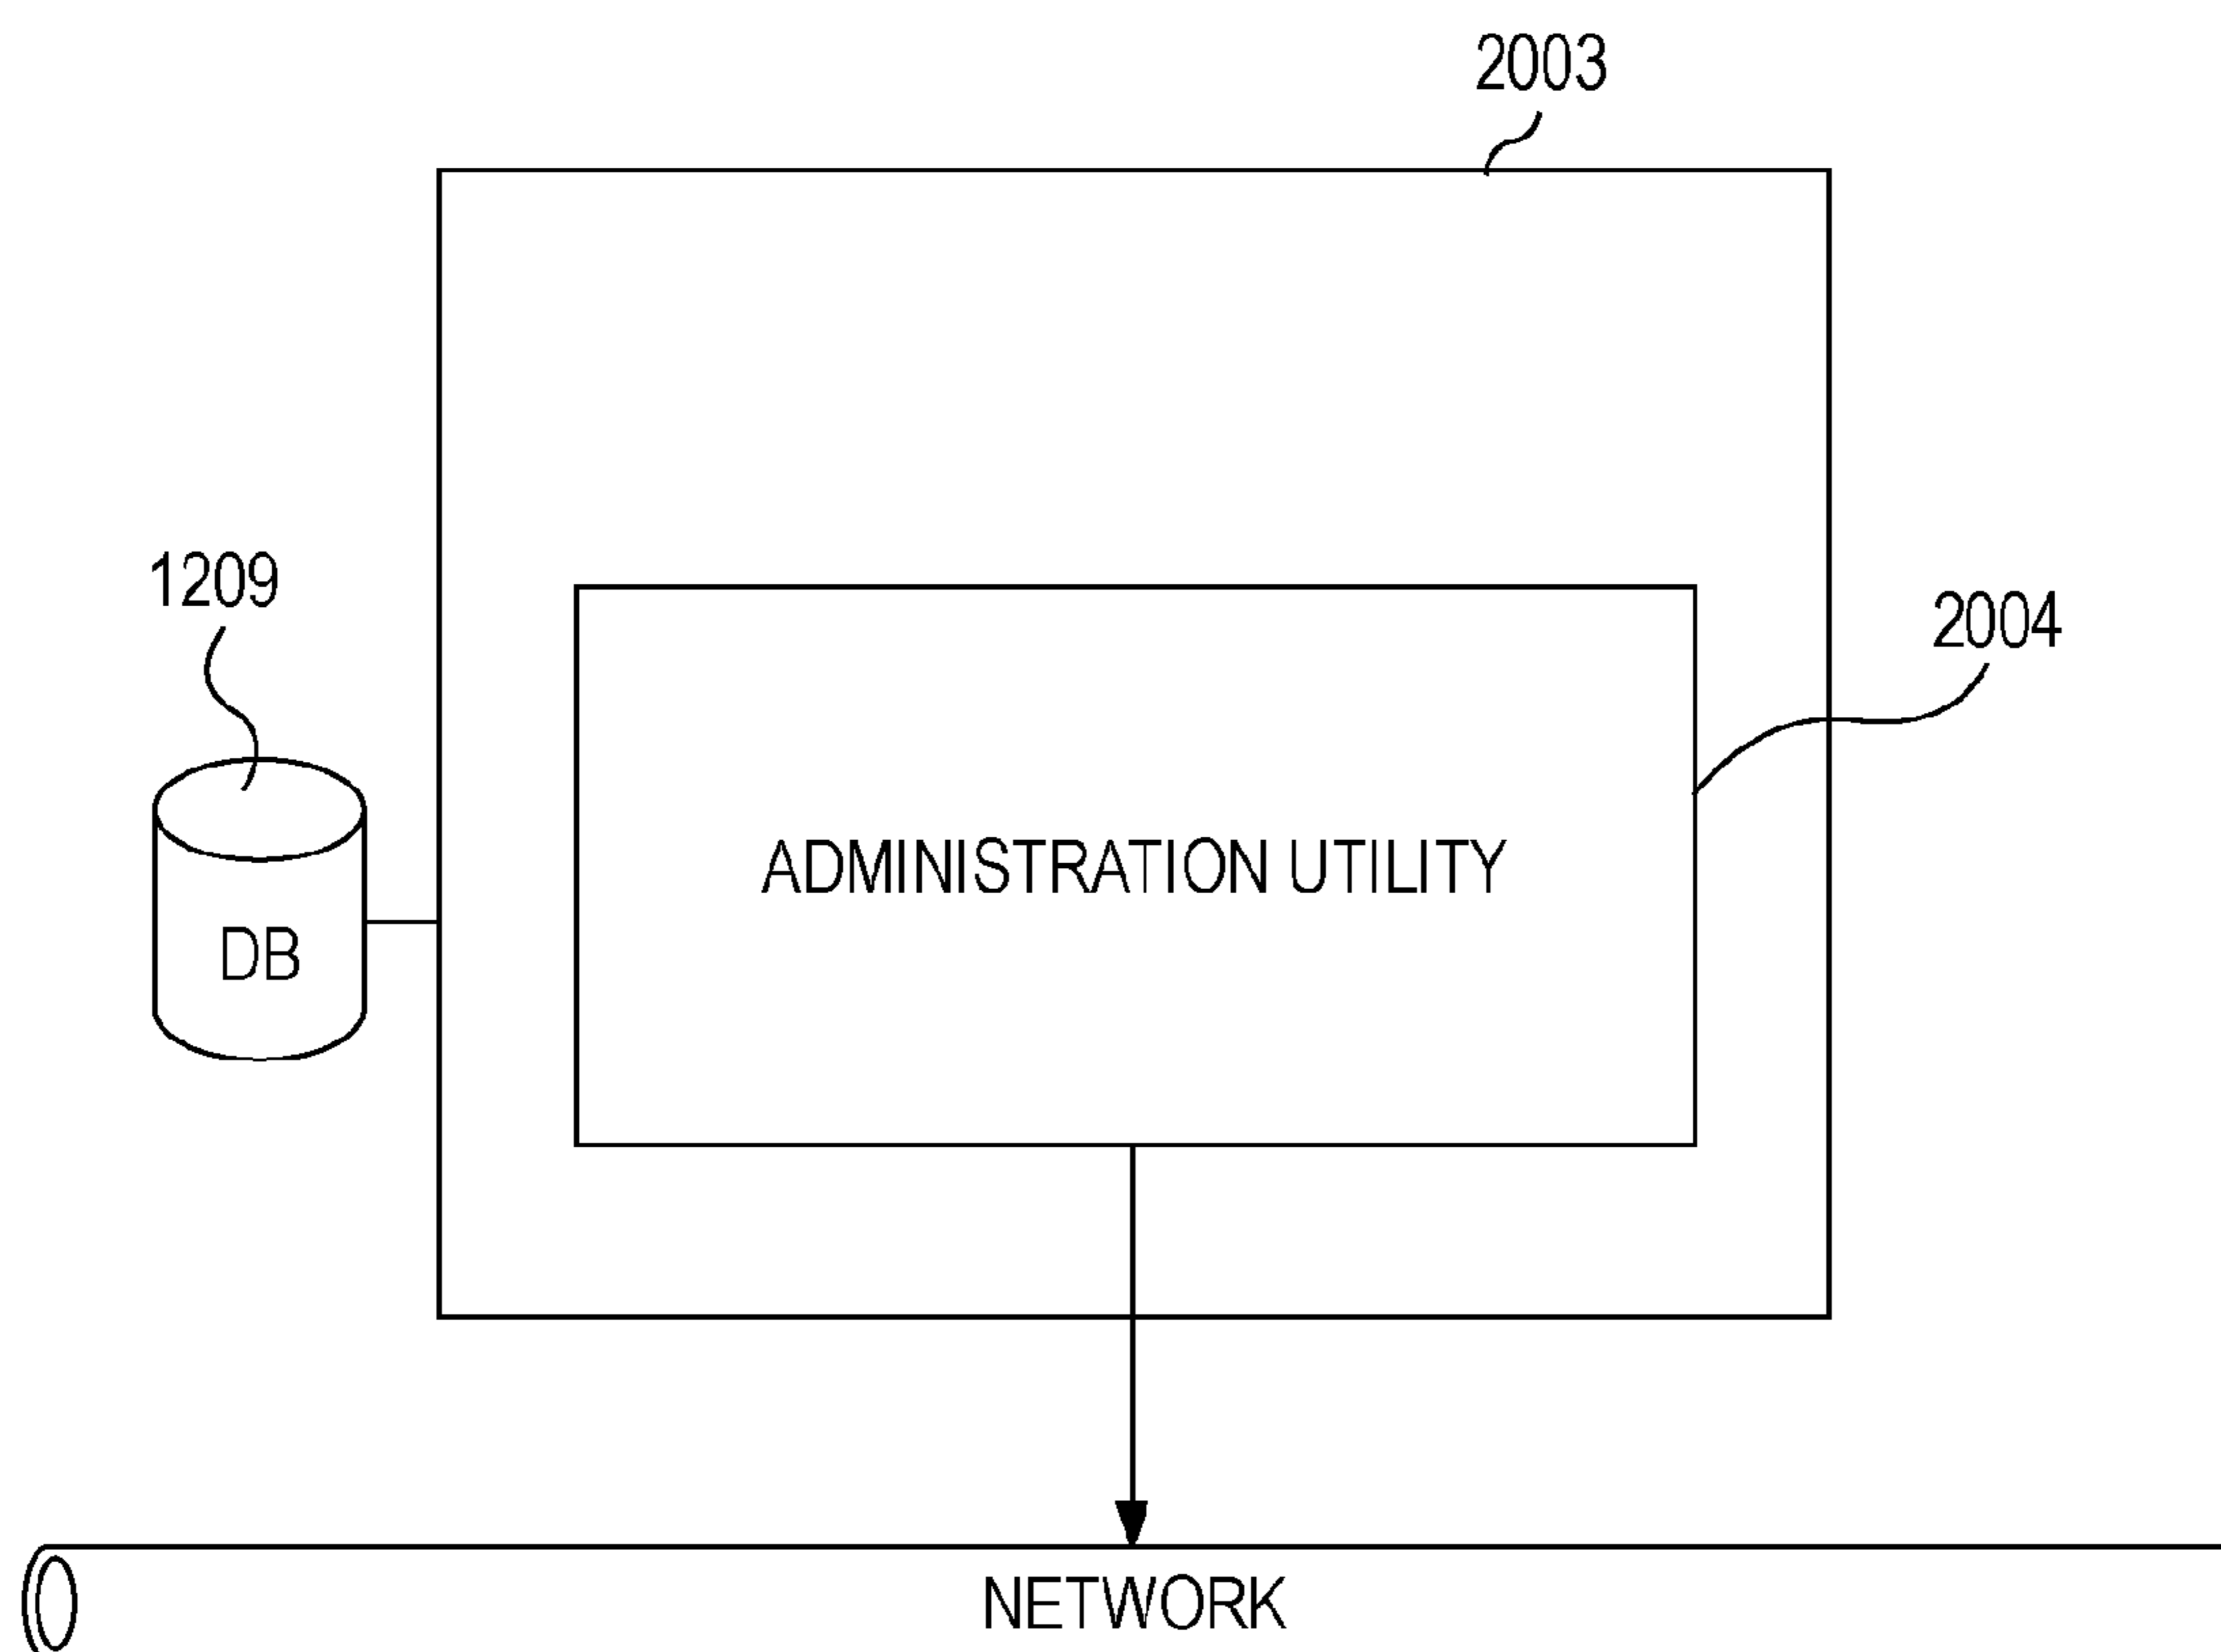 2003
1209
2004
ADMINISTRATION UTILITY
DB
NETWORK